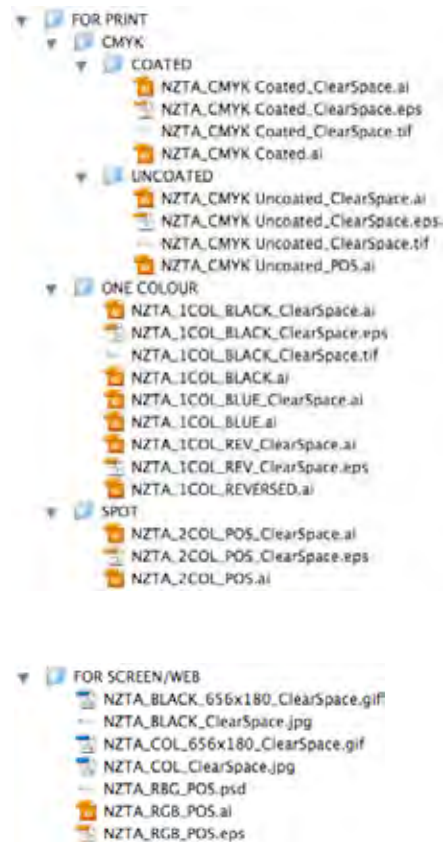 FOR PRINT
CMYK
COATED
NZTA_CMYK Coated_ClearSpace.ai
NZTA_CMYK Coated_ClearSpace.eps
NZTA_CMYK Coated_ClearSpace.tif
NZTA_CMYK Coated.ai
UNCOATED
NZTA_CMYK Uncoated_ClearSpace.ai
NZTA_CMYK Uncoated_ClearSpace.eps
NZTA_CMYK Uncoated_ClearSpace.tif
NZTA_CMYK Uncoated_POS.ai
ONE COLOUR
NZTA_1COL_BLACK_ClearSpace.ai
NZTA_1COL_BLACK_ClearSpace.eps
NZTA_1COL_BLACK_ClearSpace.tif
NZTA_1COL_BLACK.ai
NZTA_1COL_BLUE_ClearSpace.ai
NZTA_1COL_BLUE.ai
NZTA_1COL_REV_ClearSpace.ai
NZTA_1COL_REV_ClearSpace.eps
NZTA_1COL_REVERSED.ai
SPOT
NZTA_2COL_POS_ClearSpace.ai
NZTA_2COL_POS_ClearSpace.eps
NZTA_2COL_POS.ai
FOR SCREEN/WEB
NZTA_BLACK_656x180_ClearSpace.gif
NZTA_BLACK_ClearSpace.jpg
NZTA_COL_656x180_ClearSpace.gif
NZTA_COL_ClearSpace.jpg
NZTA_RBG_POS.psd
NZTA_RGB_POS.ai
NZTA_RGB_POS.eps